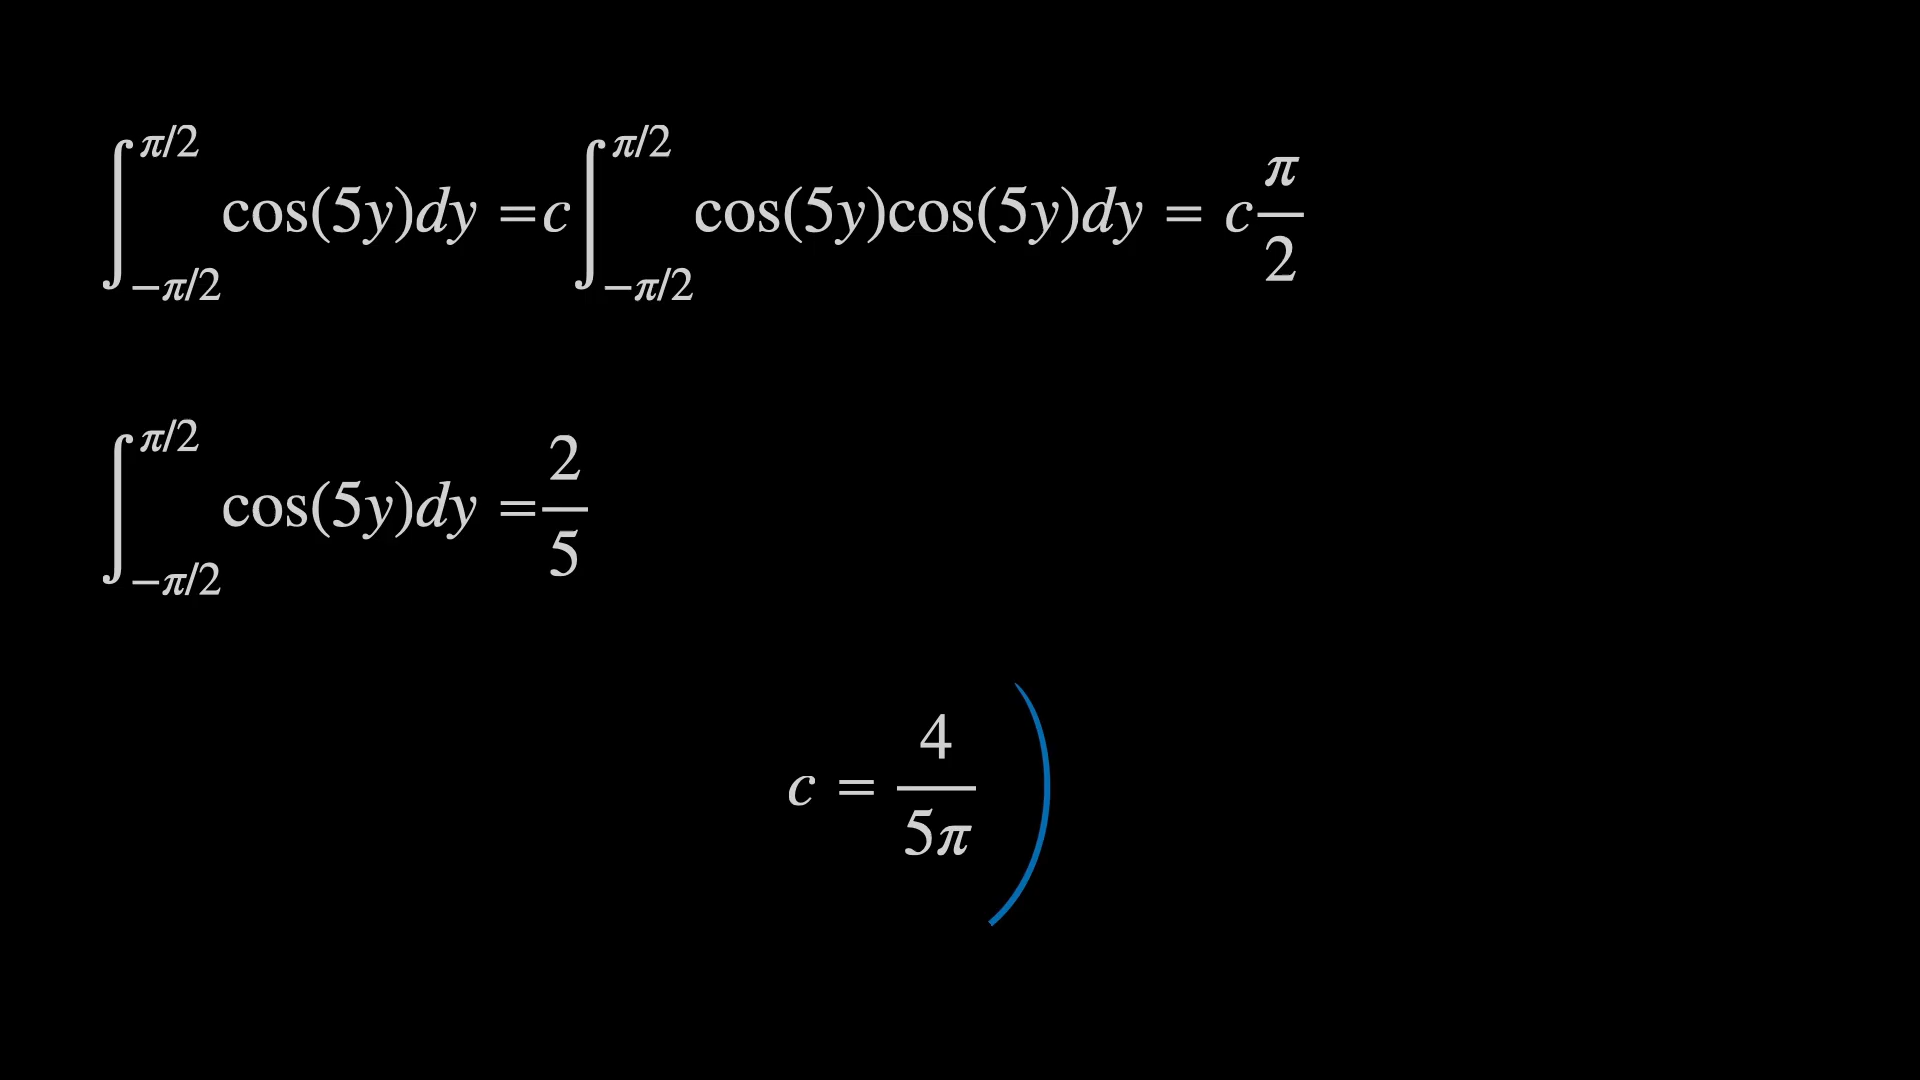 ∫_{−π/2}^{π/2} cos(5y)dy = c ∫_{−π/2}^{π/2} cos(5y)cos(5y)dy = c π/2
∫_{−π/2}^{π/2} cos(5y)dy = 2/5
c = 4/5π